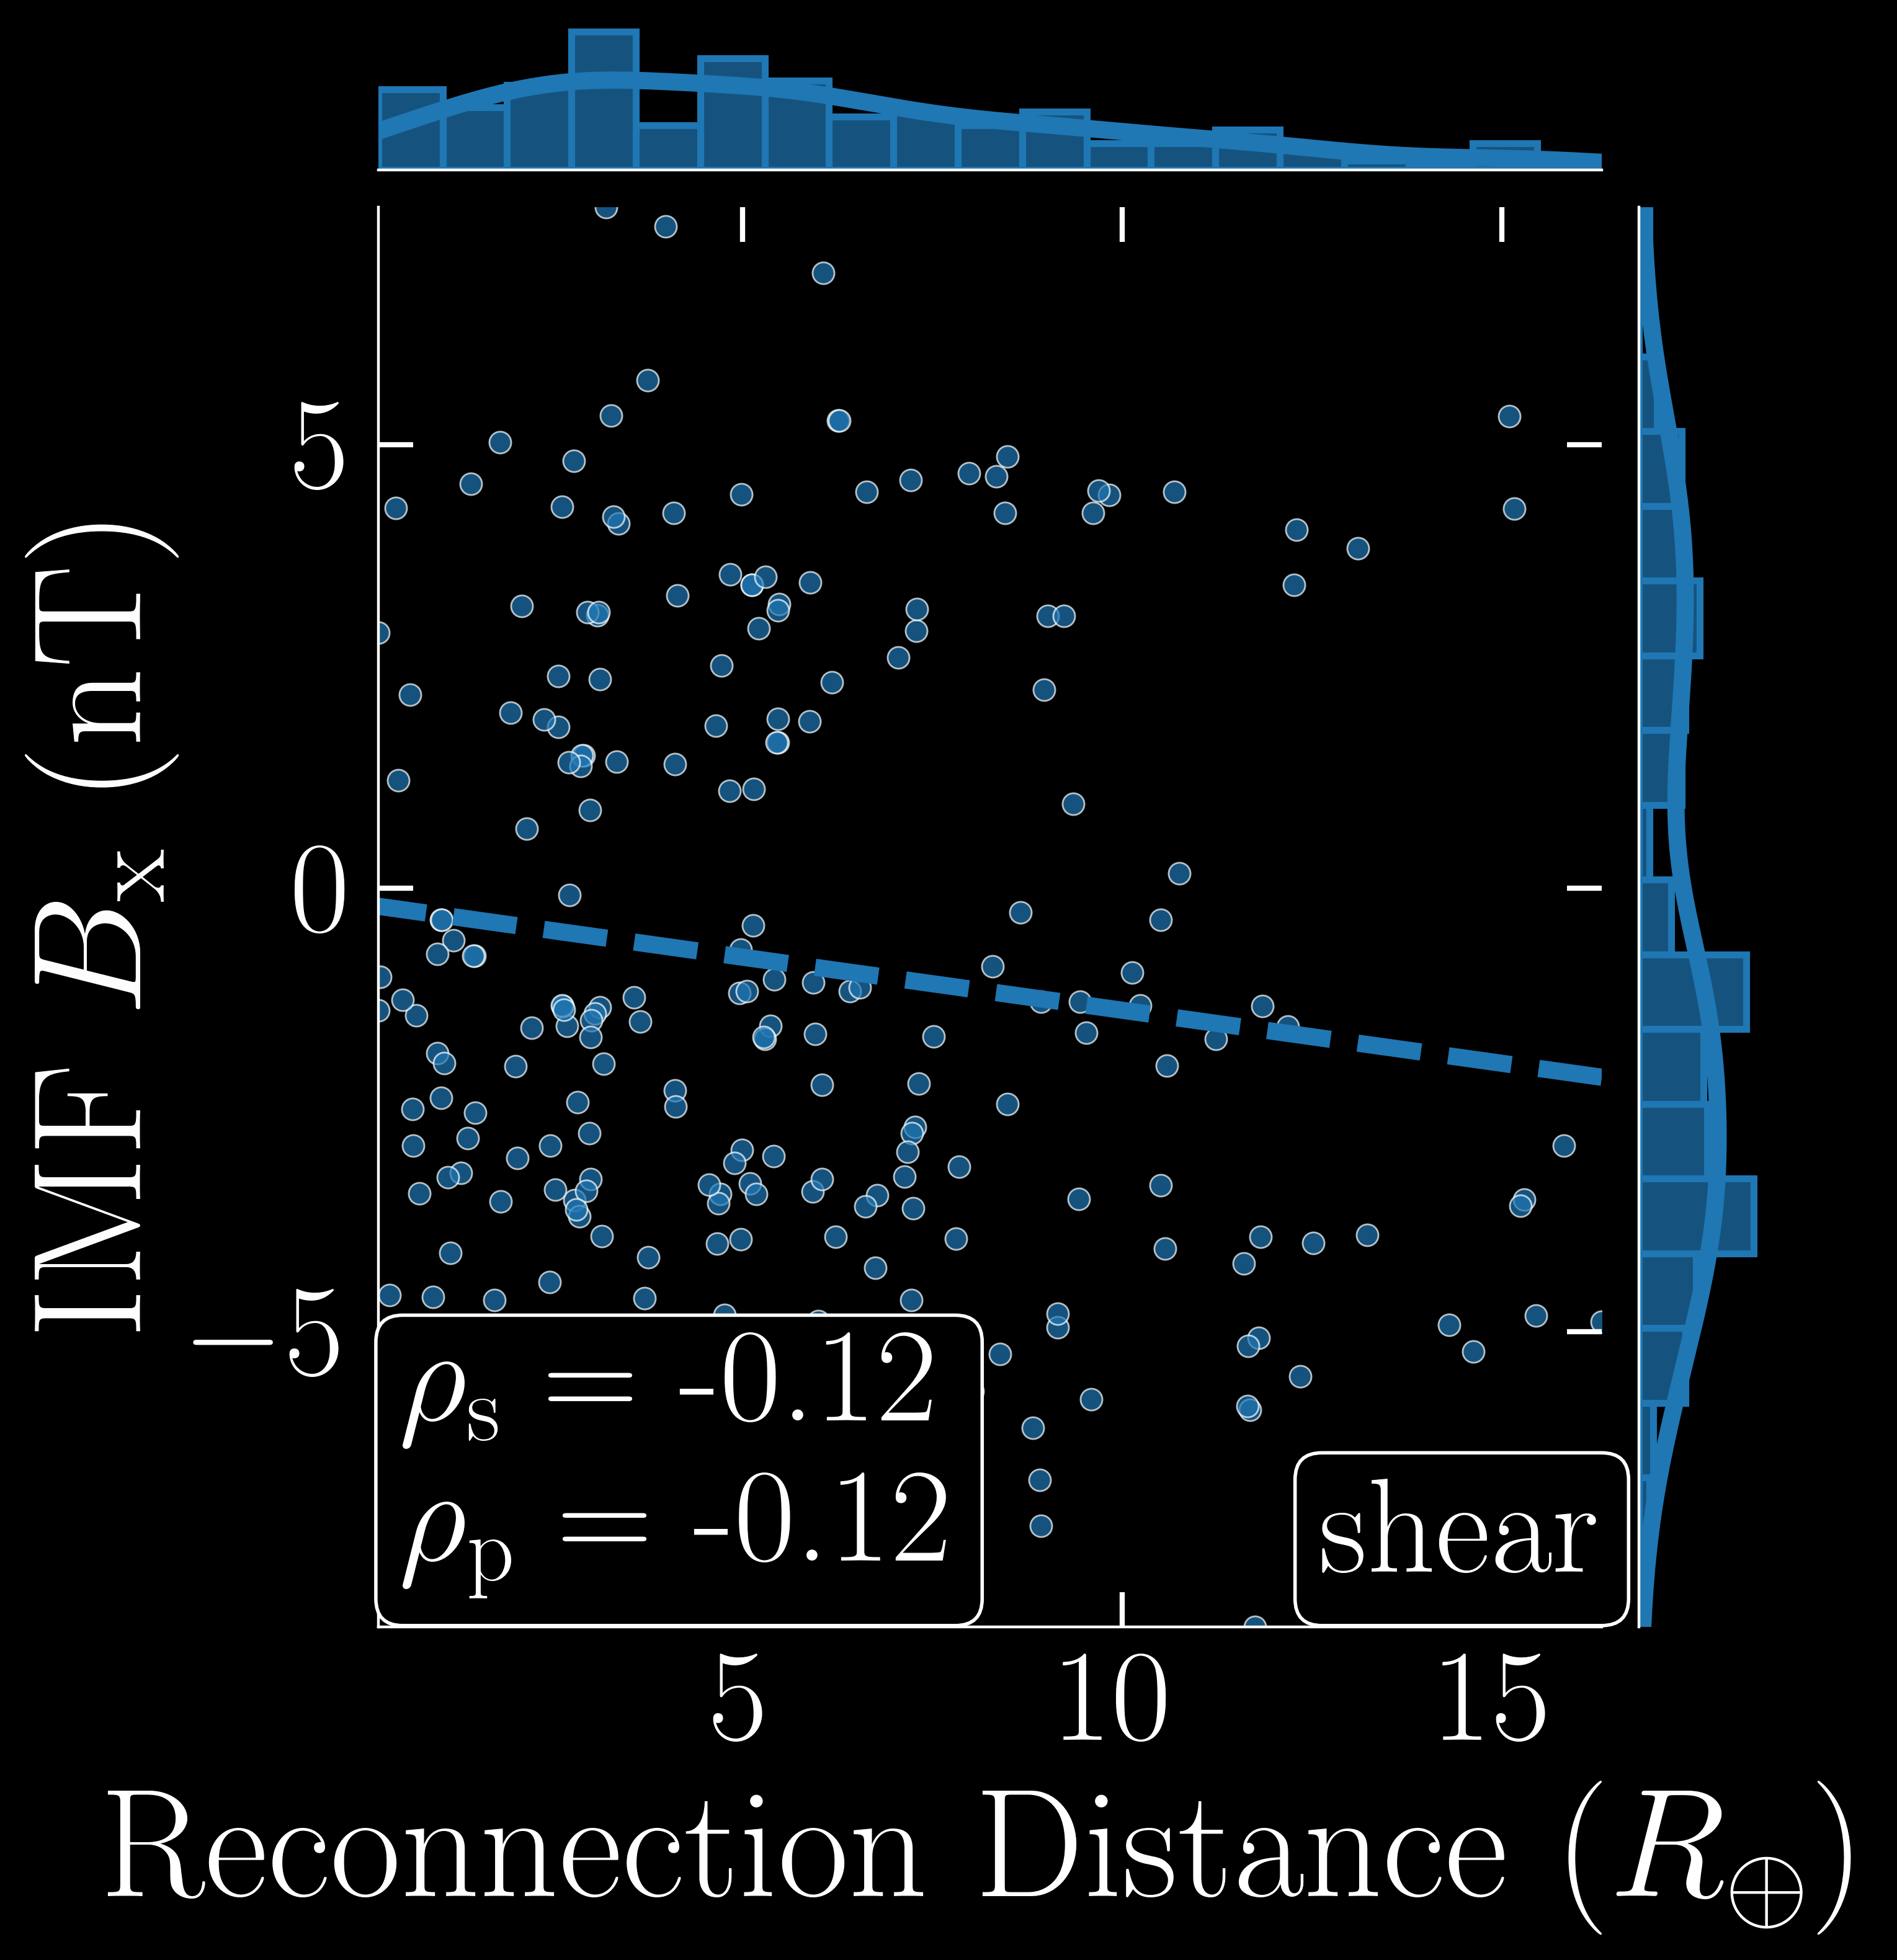 IMF Bx (nT)
5
0
−5
ρs = -0.12
ρp = -0.12
shear
5 10 15
Reconnection Distance (R⊕)